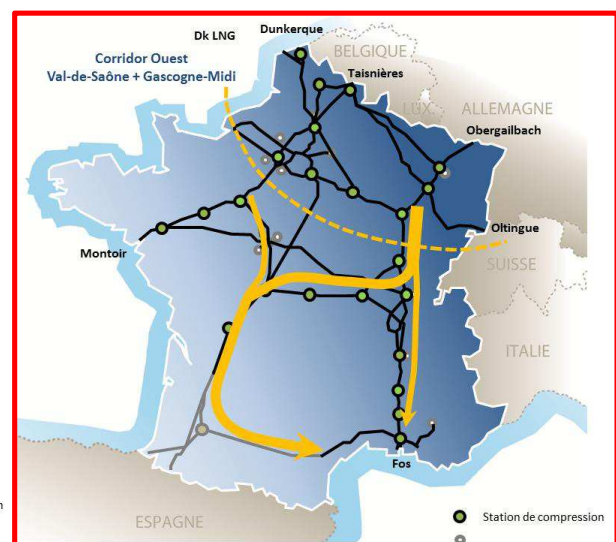 Dk LNG
Dunkerque
BELGIQUE
Corridor Ouest
Val-de-Saône + Gascogne-Midi
Taisnières
LUX.
ALLEMAGNE
Obergailbach
Oltingue
Montoir
SUISSE
ITALIE
Fos
ESPAGNE
Station de compression